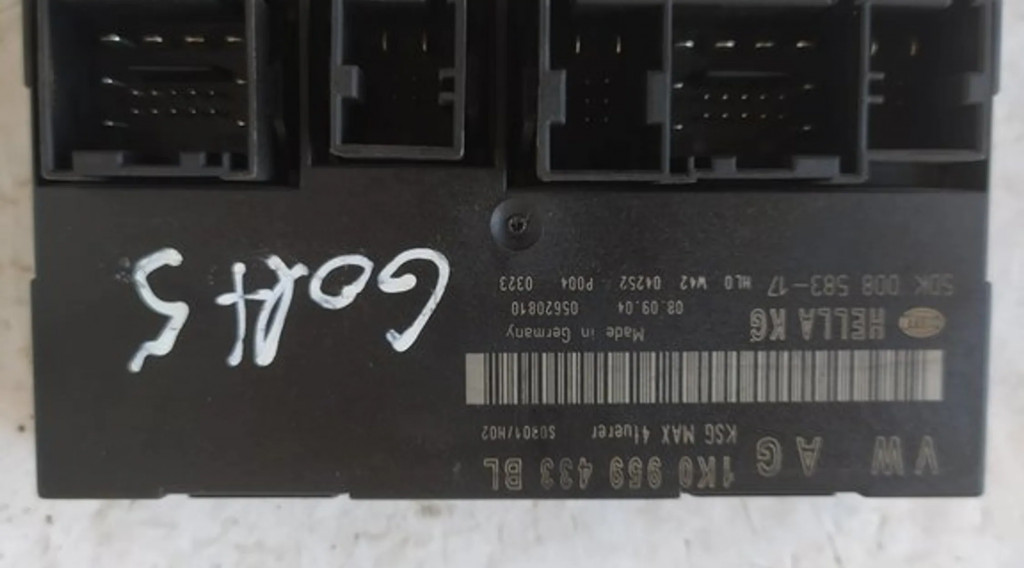 VW AG 1K0 959 433 BL
KSG MAX 4tuerer SDR01/H02
HELLA KG Made in Germany
08.09.04 05620810
5DK 008 583-17 HLO W42 04252 P004 0323
GOlf 5